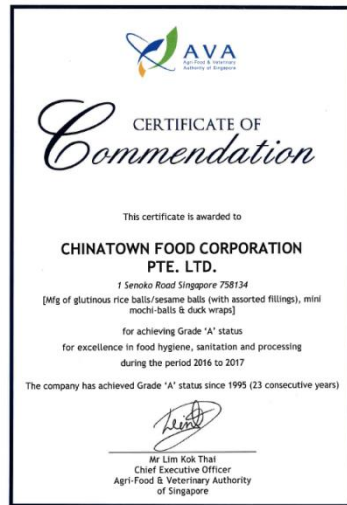 AVA
Agri-Food & Veterinary
Authority of Singapore
CERTIFICATE OF
Commendation
This certificate is awarded to
CHINATOWN FOOD CORPORATION
PTE. LTD.
1 Senoko Road Singapore 758134
[Mfg of glutinous rice balls/sesame balls (with assorted fillings), mini
mochi-balls & duck wraps]
for achieving Grade ‘A’ status
for excellence in food hygiene, sanitation and processing
during the period 2016 to 2017
The company has achieved Grade ‘A’ status since 1995 (23 consecutive years)
Mr Lim Kok Thai
Chief Executive Officer
Agri-Food & Veterinary Authority
of Singapore